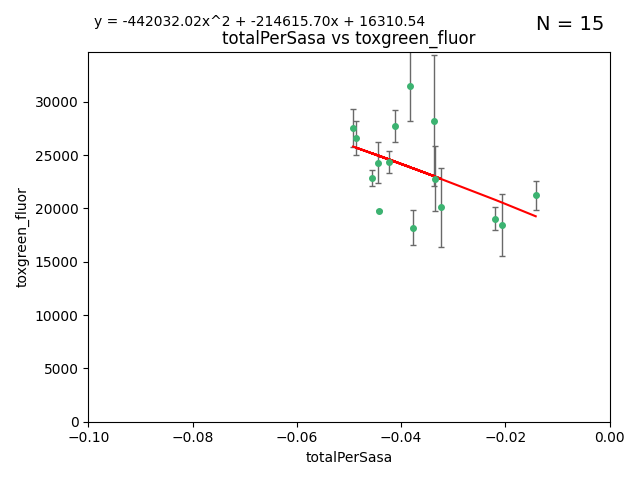 y = -442032.02x^2 + -214615.70x + 16310.54
N = 15
totalPerSasa vs toxgreen_fluor
toxgreen_fluor
30000
25000
20000
15000
10000
5000
0
−0.10 −0.08 −0.06 −0.04 −0.02 0.00
totalPerSasa